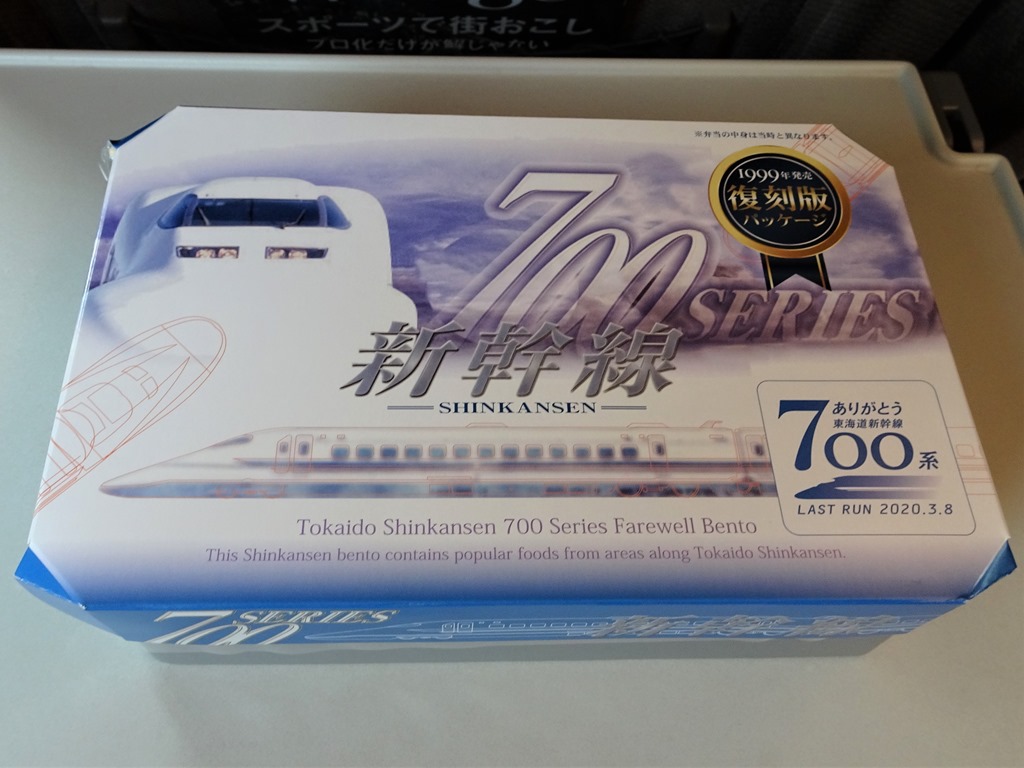 スポーツで街おこし
プロ化だけが解じゃない
※弁当の中身は当時と異なります。
1999年発売
復刻版
パッケージ
700 SERIES
新幹線
SHINKANSEN
ありがとう
東海道新幹線
700系
LAST RUN 2020.3.8
Tokaido Shinkansen 700 Series Farewell Bento
This Shinkansen bento contains popular foods from areas along Tokaido Shinkansen.
700 SERIES
新幹線